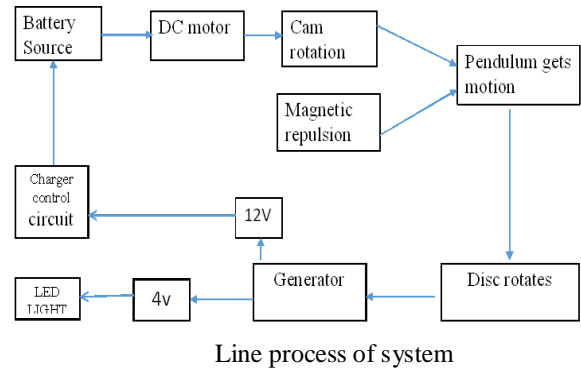 Battery
Source
DC motor
Cam
rotation
Pendulum gets
motion
Magnetic
repulsion
Charger
control
circuit
12V
Generator
Disc rotates
4v
LED
LIGHT
Line process of system